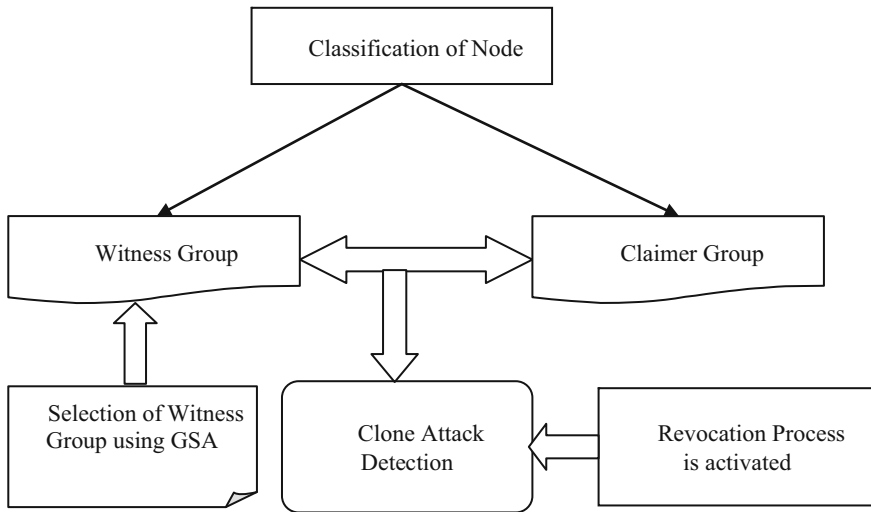 Classification of Node
Witness Group
Claimer Group
Selection of Witness
Group using GSA
Clone Attack
Detection
Revocation Process
is activated